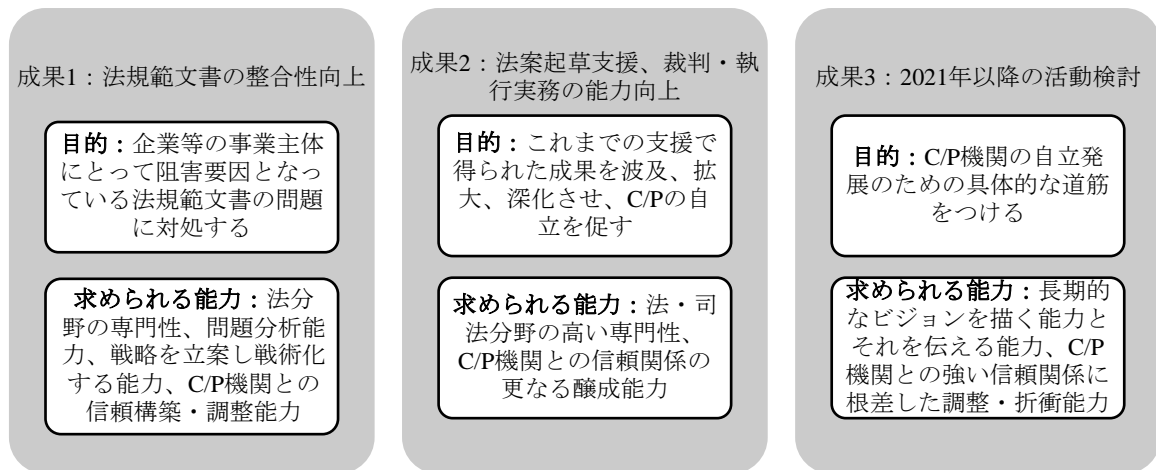 成果1：法規範文書の整合性向上
目的：企業等の事業主体
にとって阻害要因となっ
ている法規範文書の問題
に対処する
求められる能力：法分
野の専門性、問題分析能
力、戦略を立案し戦術化
する能力、C/P機関との
信頼構築・調整能力
成果2：法案起草支援、裁判・執
行実務の能力向上
目的：これまでの支援で
得られた成果を波及、拡
大、深化させ、C/Pの自
立を促す
求められる能力：法・司
法分野の高い専門性、
C/P機関との信頼関係の
更なる醸成能力
成果3：2021年以降の活動検討
目的：C/P機関の自立発
展のための具体的な道筋
をつける
求められる能力：長期的
なビジョンを描く能力と
それを伝える能力、C/P
機関との強い信頼関係に
根差した調整・折衝能力